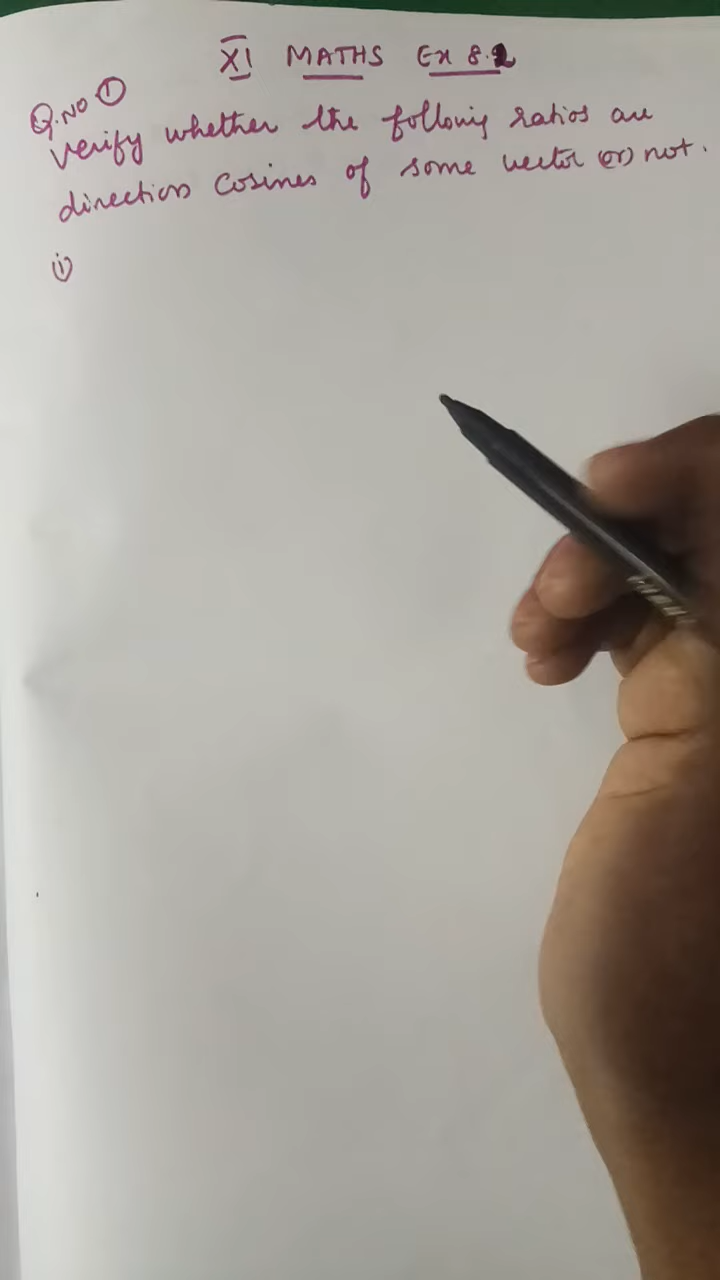 XI MATHS Ex 8.2
Q.NO ①
Verify whether the following ratios are
direction cosines of some vector (or) not.
(i)